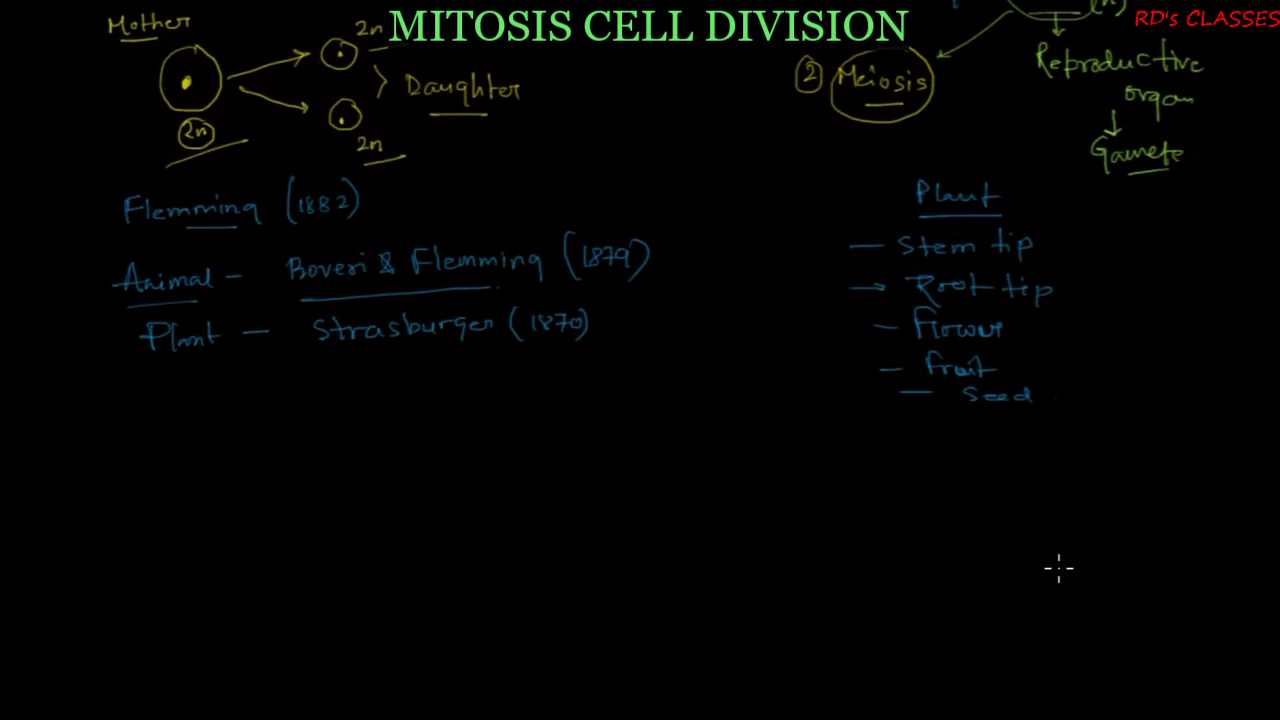 MITOSIS CELL DIVISION
RD's CLASSES
Mother
2n
2n
2n
Daughter
(n)
② Meiosis
Reproductive
organ
Gamete
Flemming (1882)
Animal - Boveri & Flemming (1879)
Plant - Strasburger (1870)
Plant
- Stem tip
→ Root tip
- flower
- fruit
- seed